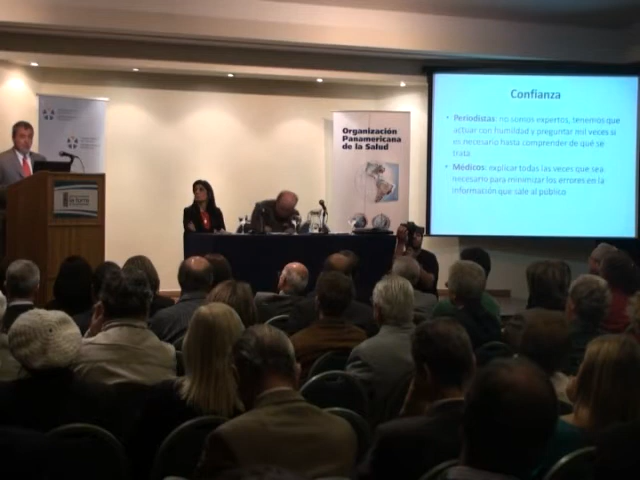 Confianza
• Periodistas: no somos expertos, tenemos que
actuar con humildad y preguntar mil veces si
es necesario hasta comprender de qué se
trata
• Médicos: explicar todas las veces que sea
necesario para minimizar los errores en la
información que sale al público
Organización
Panamericana
de la Salud